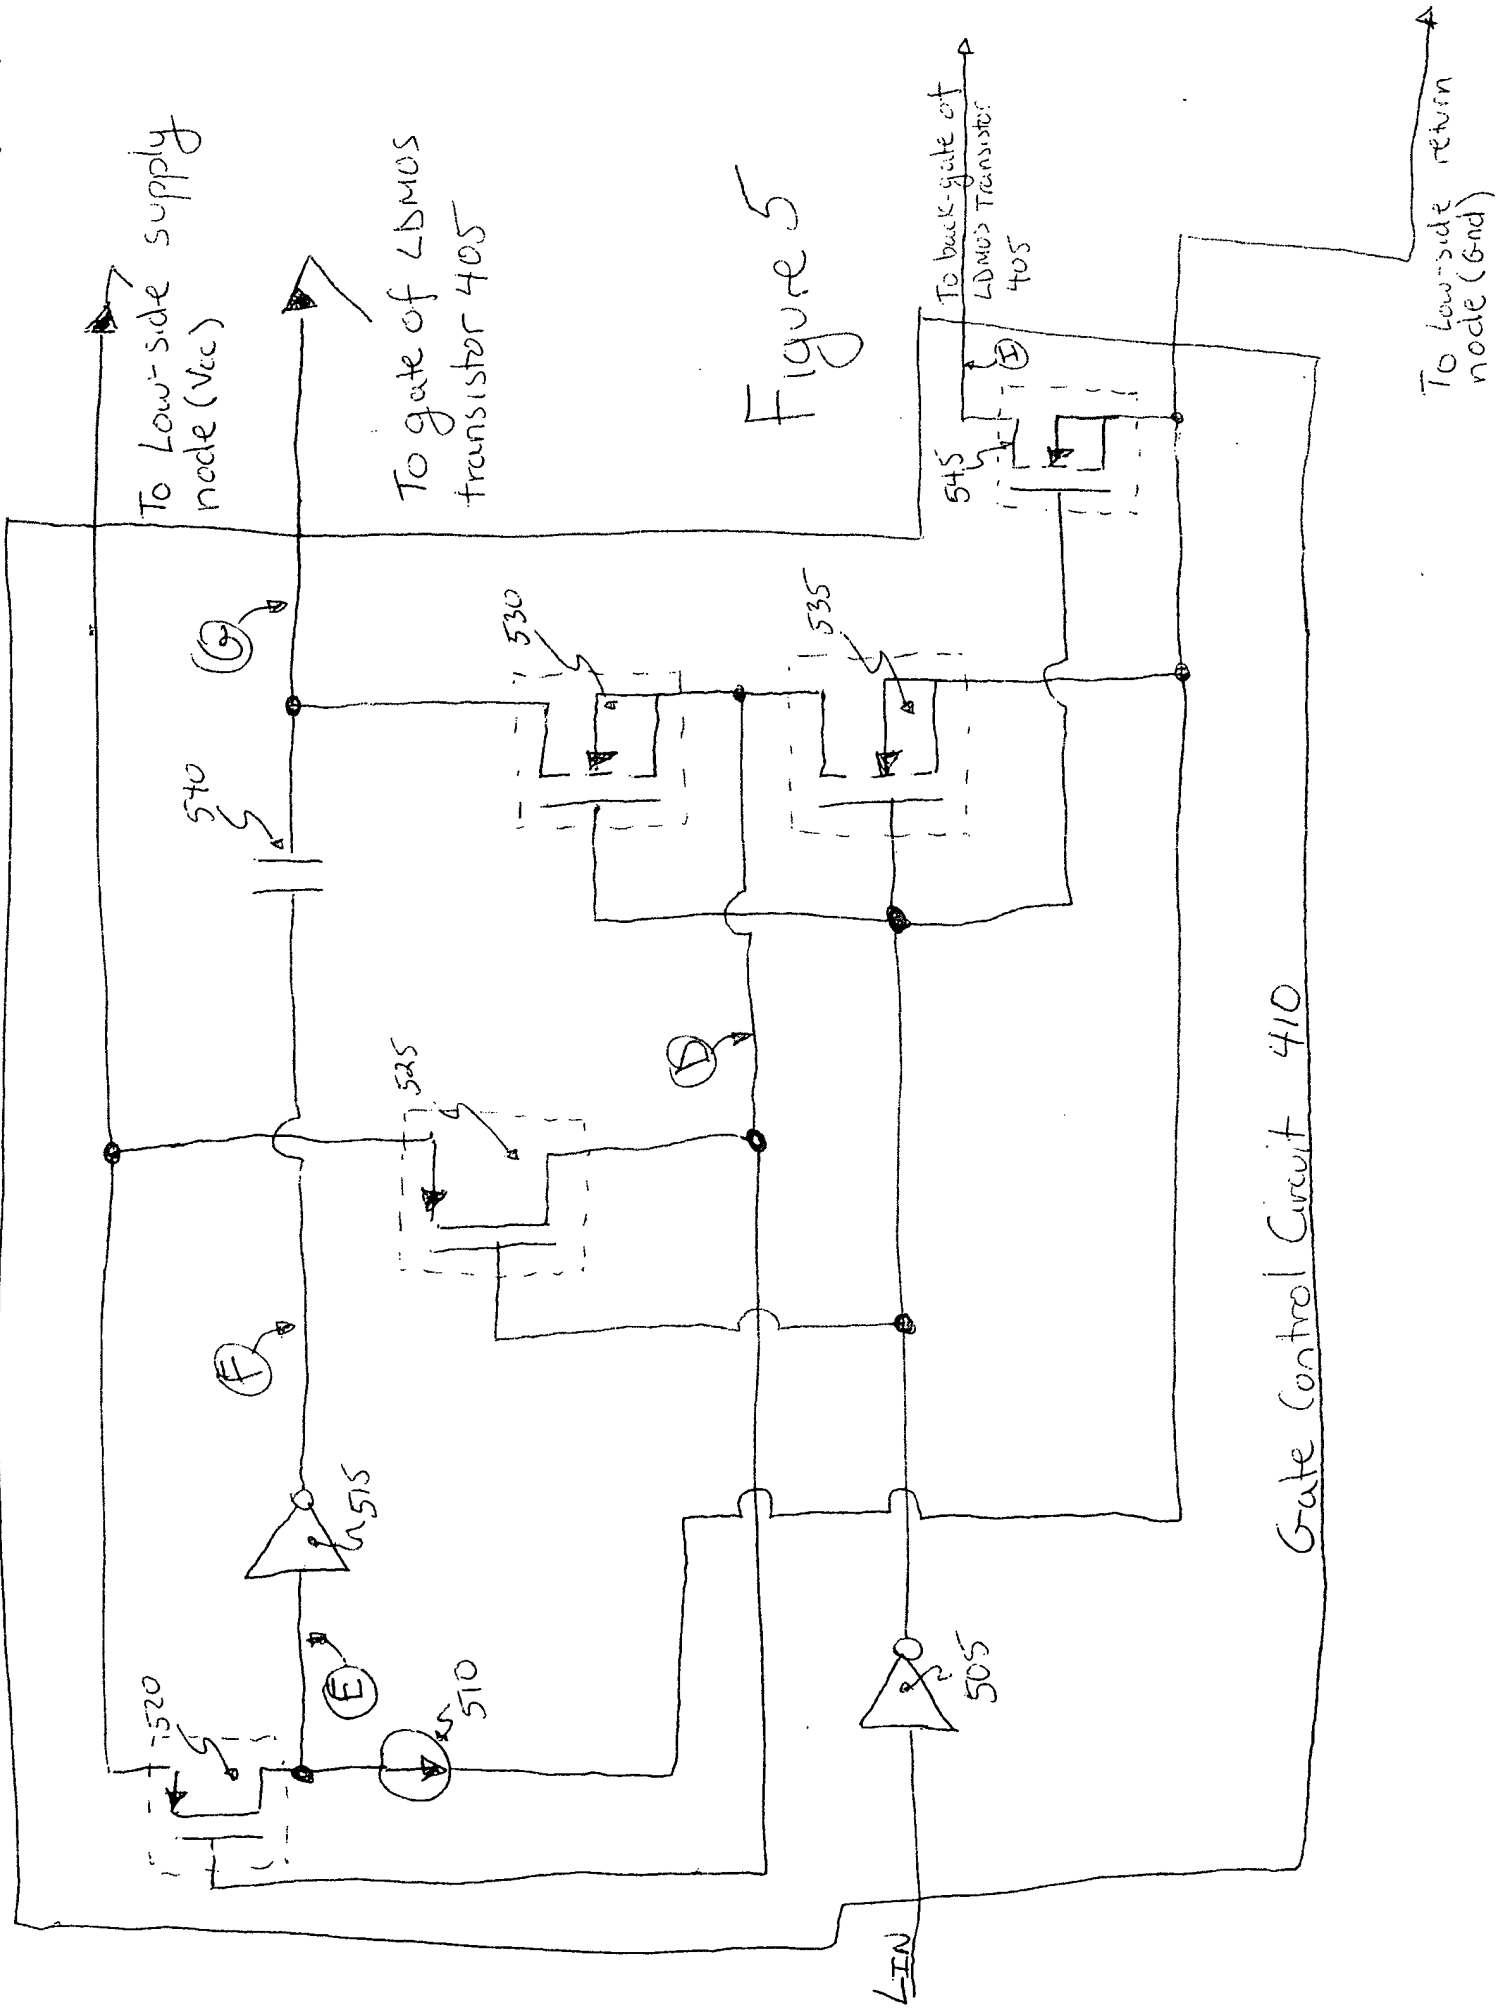 To Low-side supply
node (Vcc)
To gate of LDMOS
transistor 405
Figure 5
To back-gate of
LDMOS Transistor
405
To Low-side return
node (Gnd)
Gate Control Circuit 410
LIN
505
510
515
520
525
530
535
540
545
D
E
F
G
I